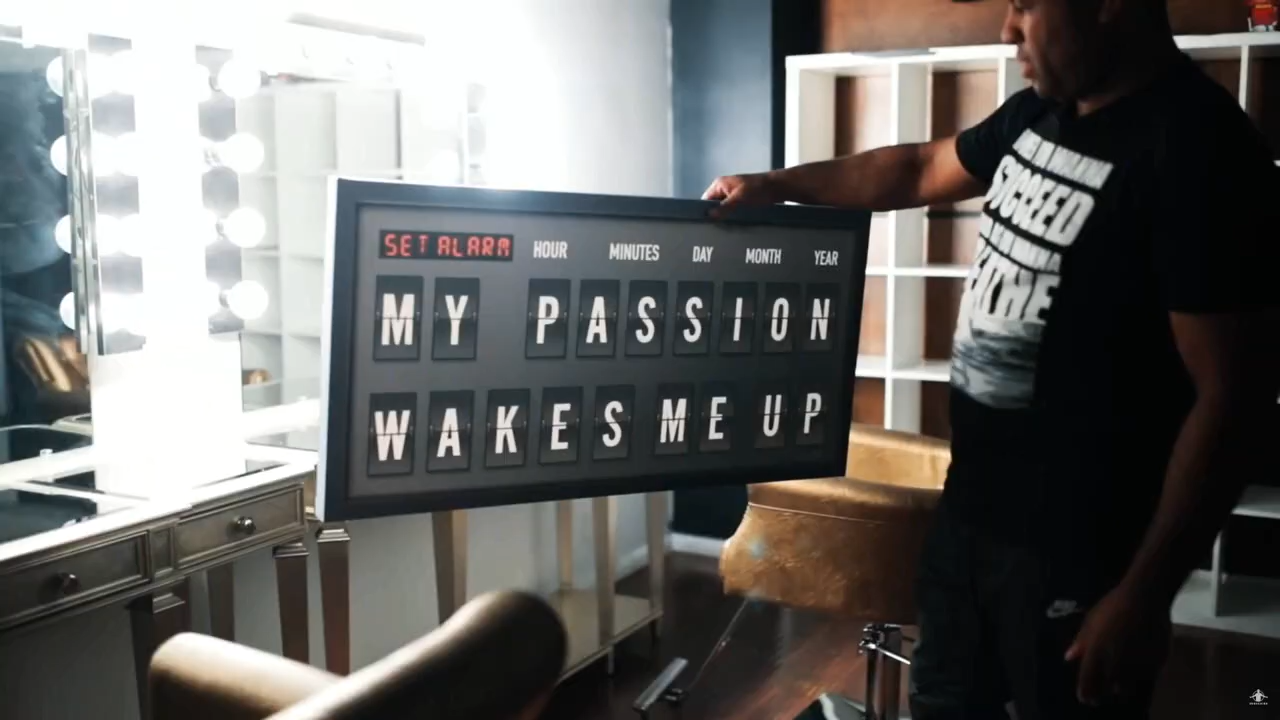 SET ALARM HOUR MINUTES DAY MONTH YEAR
MY PASSION
WAKES ME UP
SUCCEED